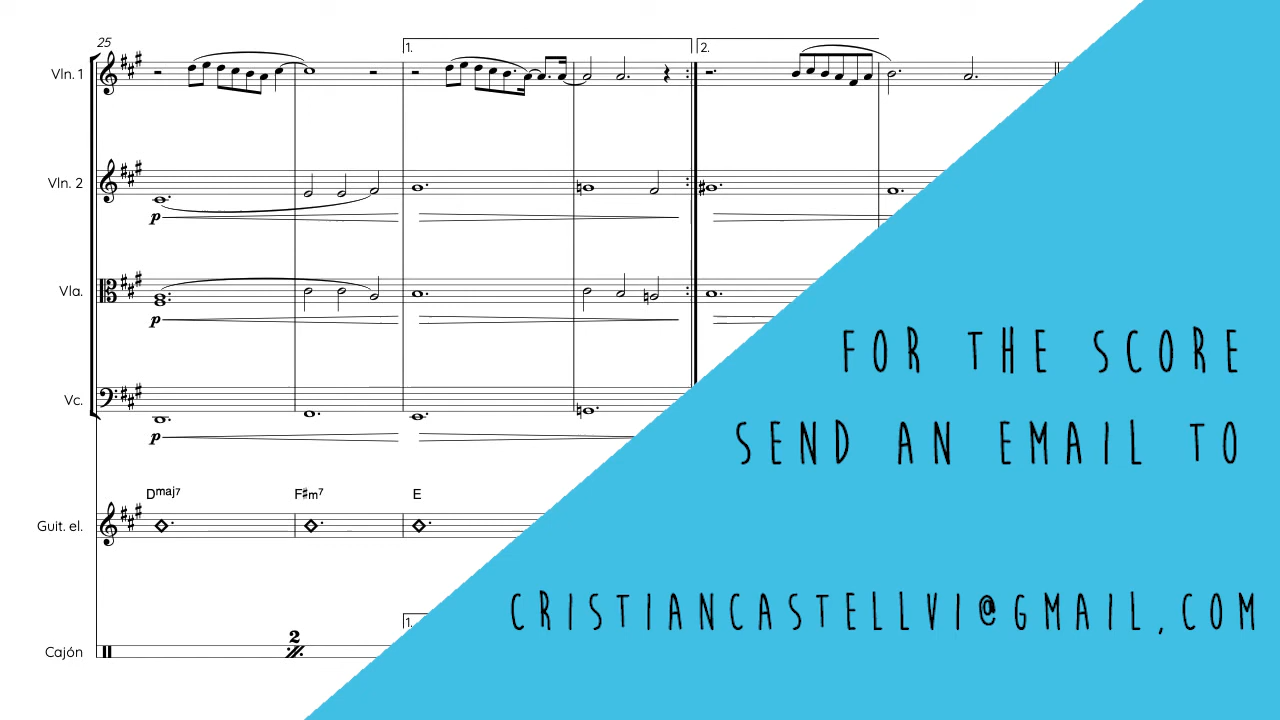 25
1.
2.
Vln. 1
Vln. 2
p
Vla.
p
Vc.
p
Dmaj7 F#m7 E
Guit. el.
1.
2
Cajón
FOR THE SCORE
SEND AN EMAIL TO
CRISTIANCASTELLVI@GMAIL.COM